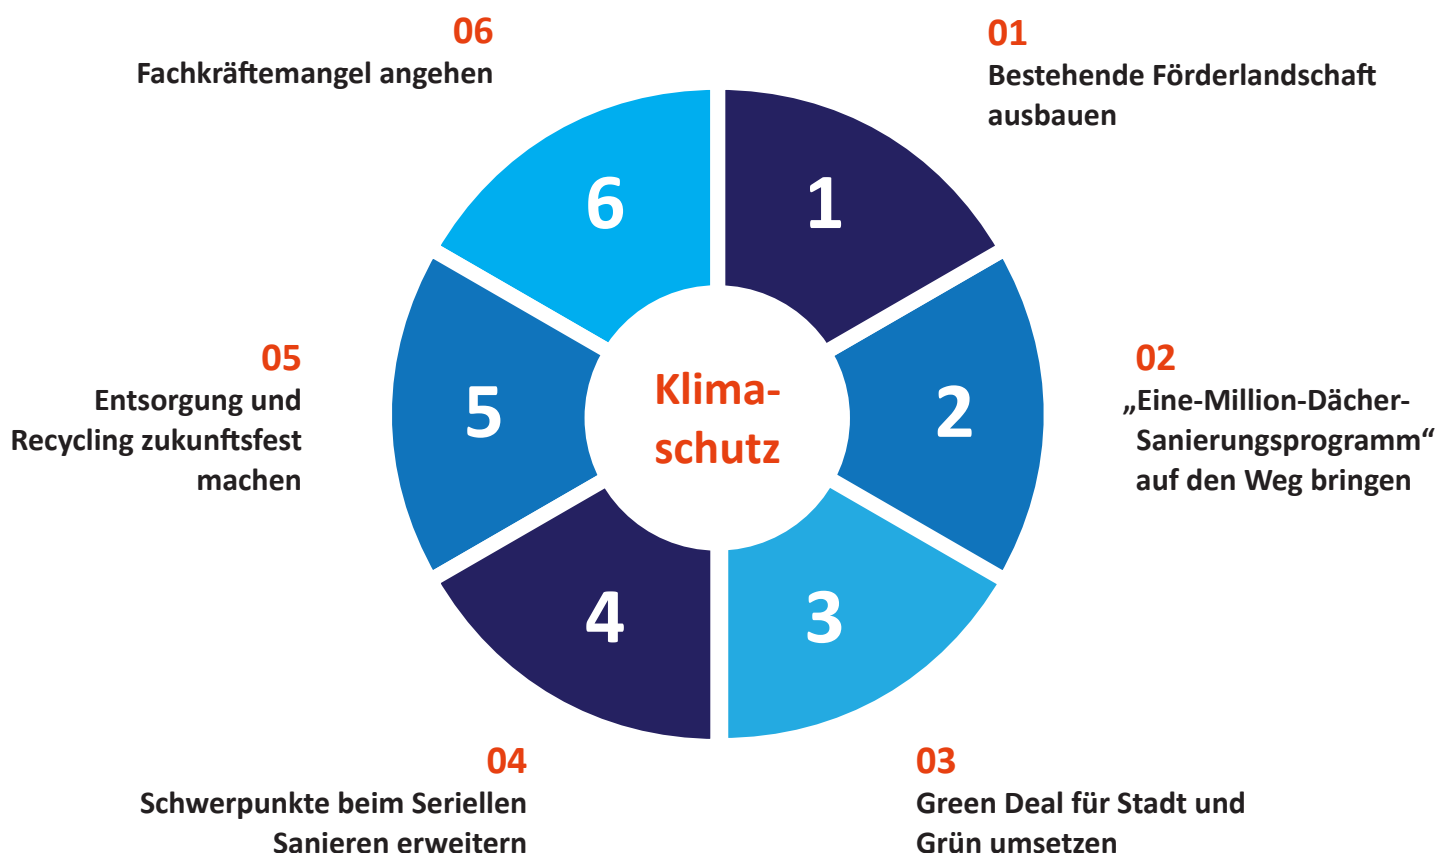 06
Fachkräftemangel angehen
01
Bestehende Förderlandschaft
ausbauen
6
1
05
Entsorgung und
Recycling zukunftsfest
machen
5
Klima-
schutz
2
02
„Eine-Million-Dächer-
Sanierungsprogramm“
auf den Weg bringen
4
3
04
Schwerpunkte beim Seriellen
Sanieren erweitern
03
Green Deal für Stadt und
Grün umsetzen